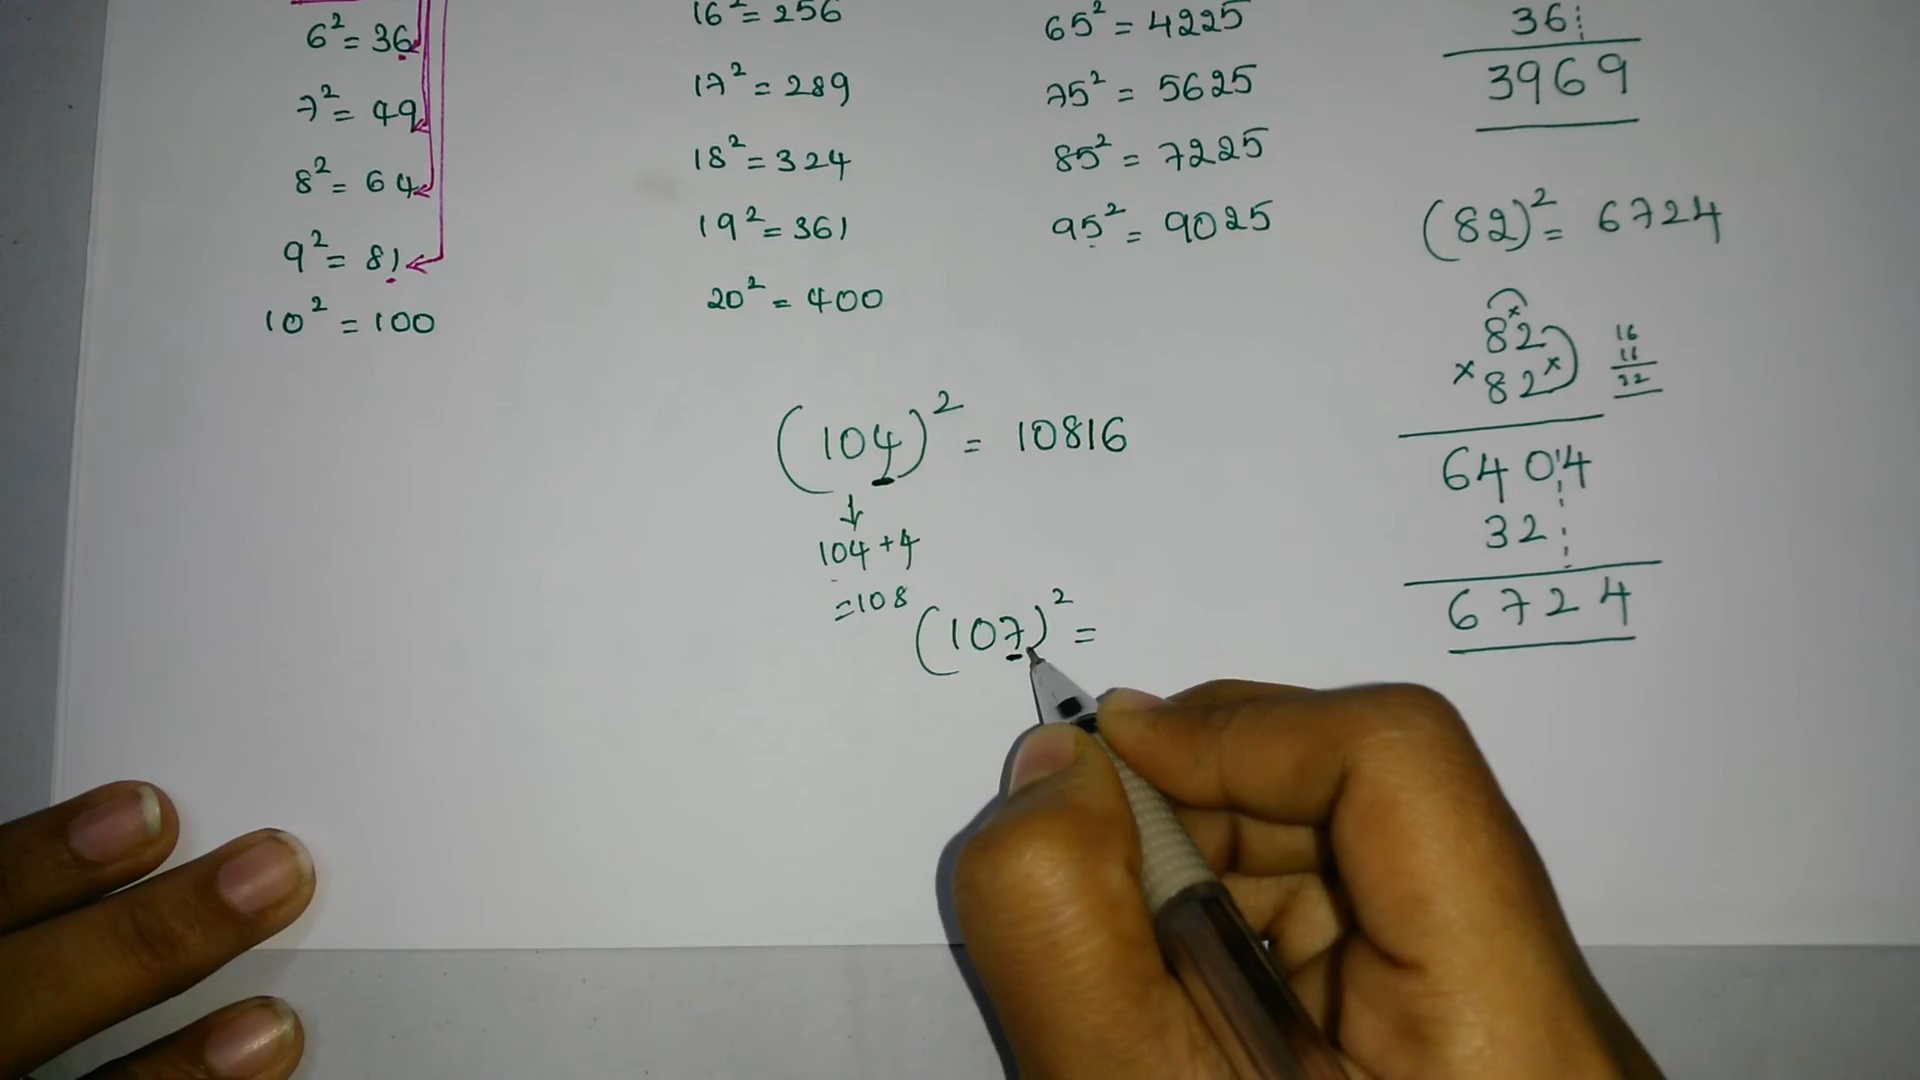 6² = 36
7² = 49
8² = 64
9² = 81
10² = 100
16² = 256
17² = 289
18² = 324
19² = 361
20² = 400
65² = 4225
75² = 5625
85² = 7225
95² = 9025
(104)² = 10816
↓
104 + 4
= 108
(107)² =
36
3969
(82)² = 6724
82
× 82
16
16
32
6404
32
6724